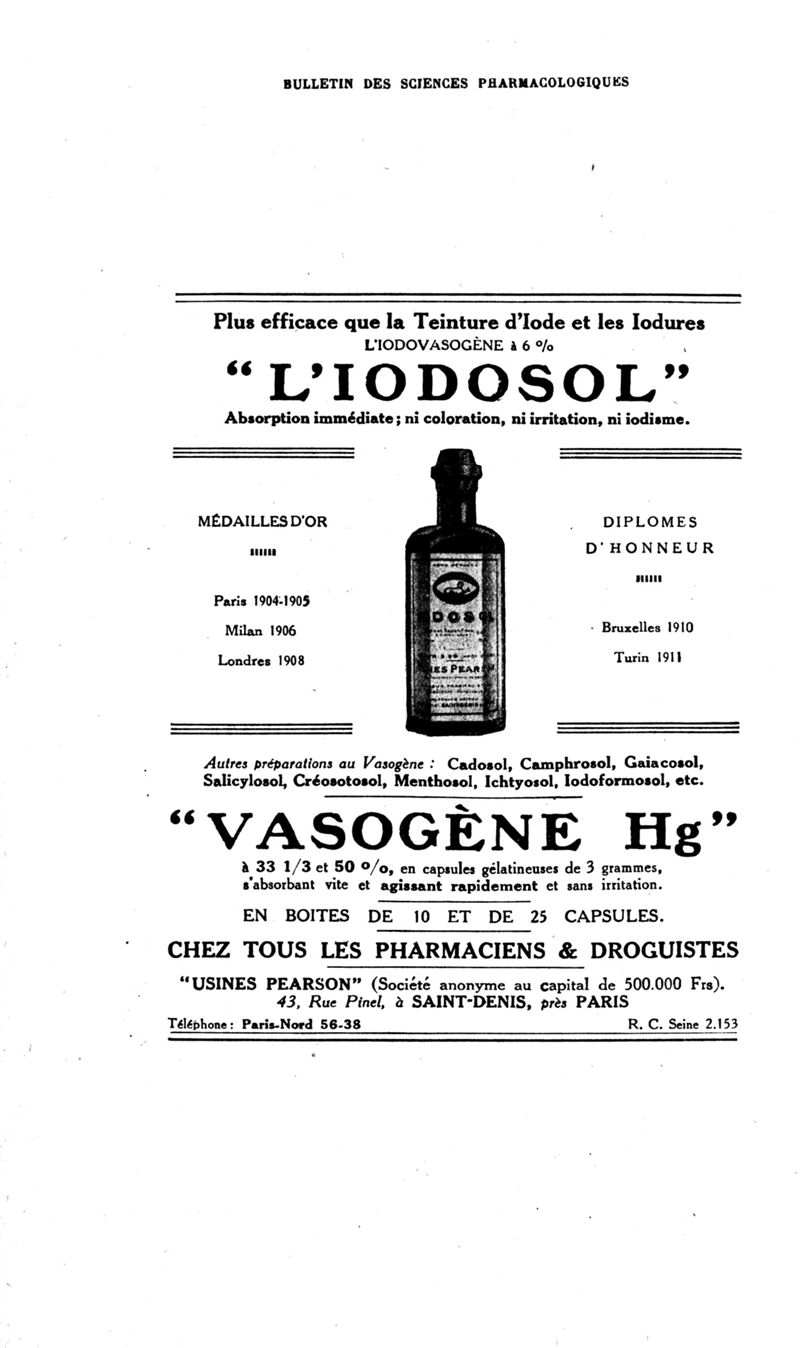 BULLETIN DES SCIENCES PHARMACOLOGIQUES
Plus efficace que la Teinture d'Iode et les Iodures
L'IODOVASOGÈNE à 6 %
“L'IODOSOL”
Absorption immédiate ; ni coloration, ni irritation, ni iodisme.
MÉDAILLES D'OR
Paris 1904-1905
Milan 1906
Londres 1908
DIPLOMES
D'HONNEUR
Bruxelles 1910
Turin 1911
Autres préparations au Vasogène : Cadosol, Camphrosol, Gaiacosol,
Salicylosol, Créosotosol, Menthosol, Ichtyosol, Iodoformosol, etc.
“VASOGÈNE Hg”
à 33 1/3 et 50 %, en capsules gélatineuses de 3 grammes,
s'absorbant vite et agissant rapidement et sans irritation.
EN BOITES DE 10 ET DE 25 CAPSULES.
CHEZ TOUS LES PHARMACIENS & DROGUISTES
“USINES PEARSON” (Société anonyme au capital de 500.000 Frs).
43, Rue Pinel, à SAINT-DENIS, près PARIS
Téléphone : Paris-Nord 56-38
R. C. Seine 2.153